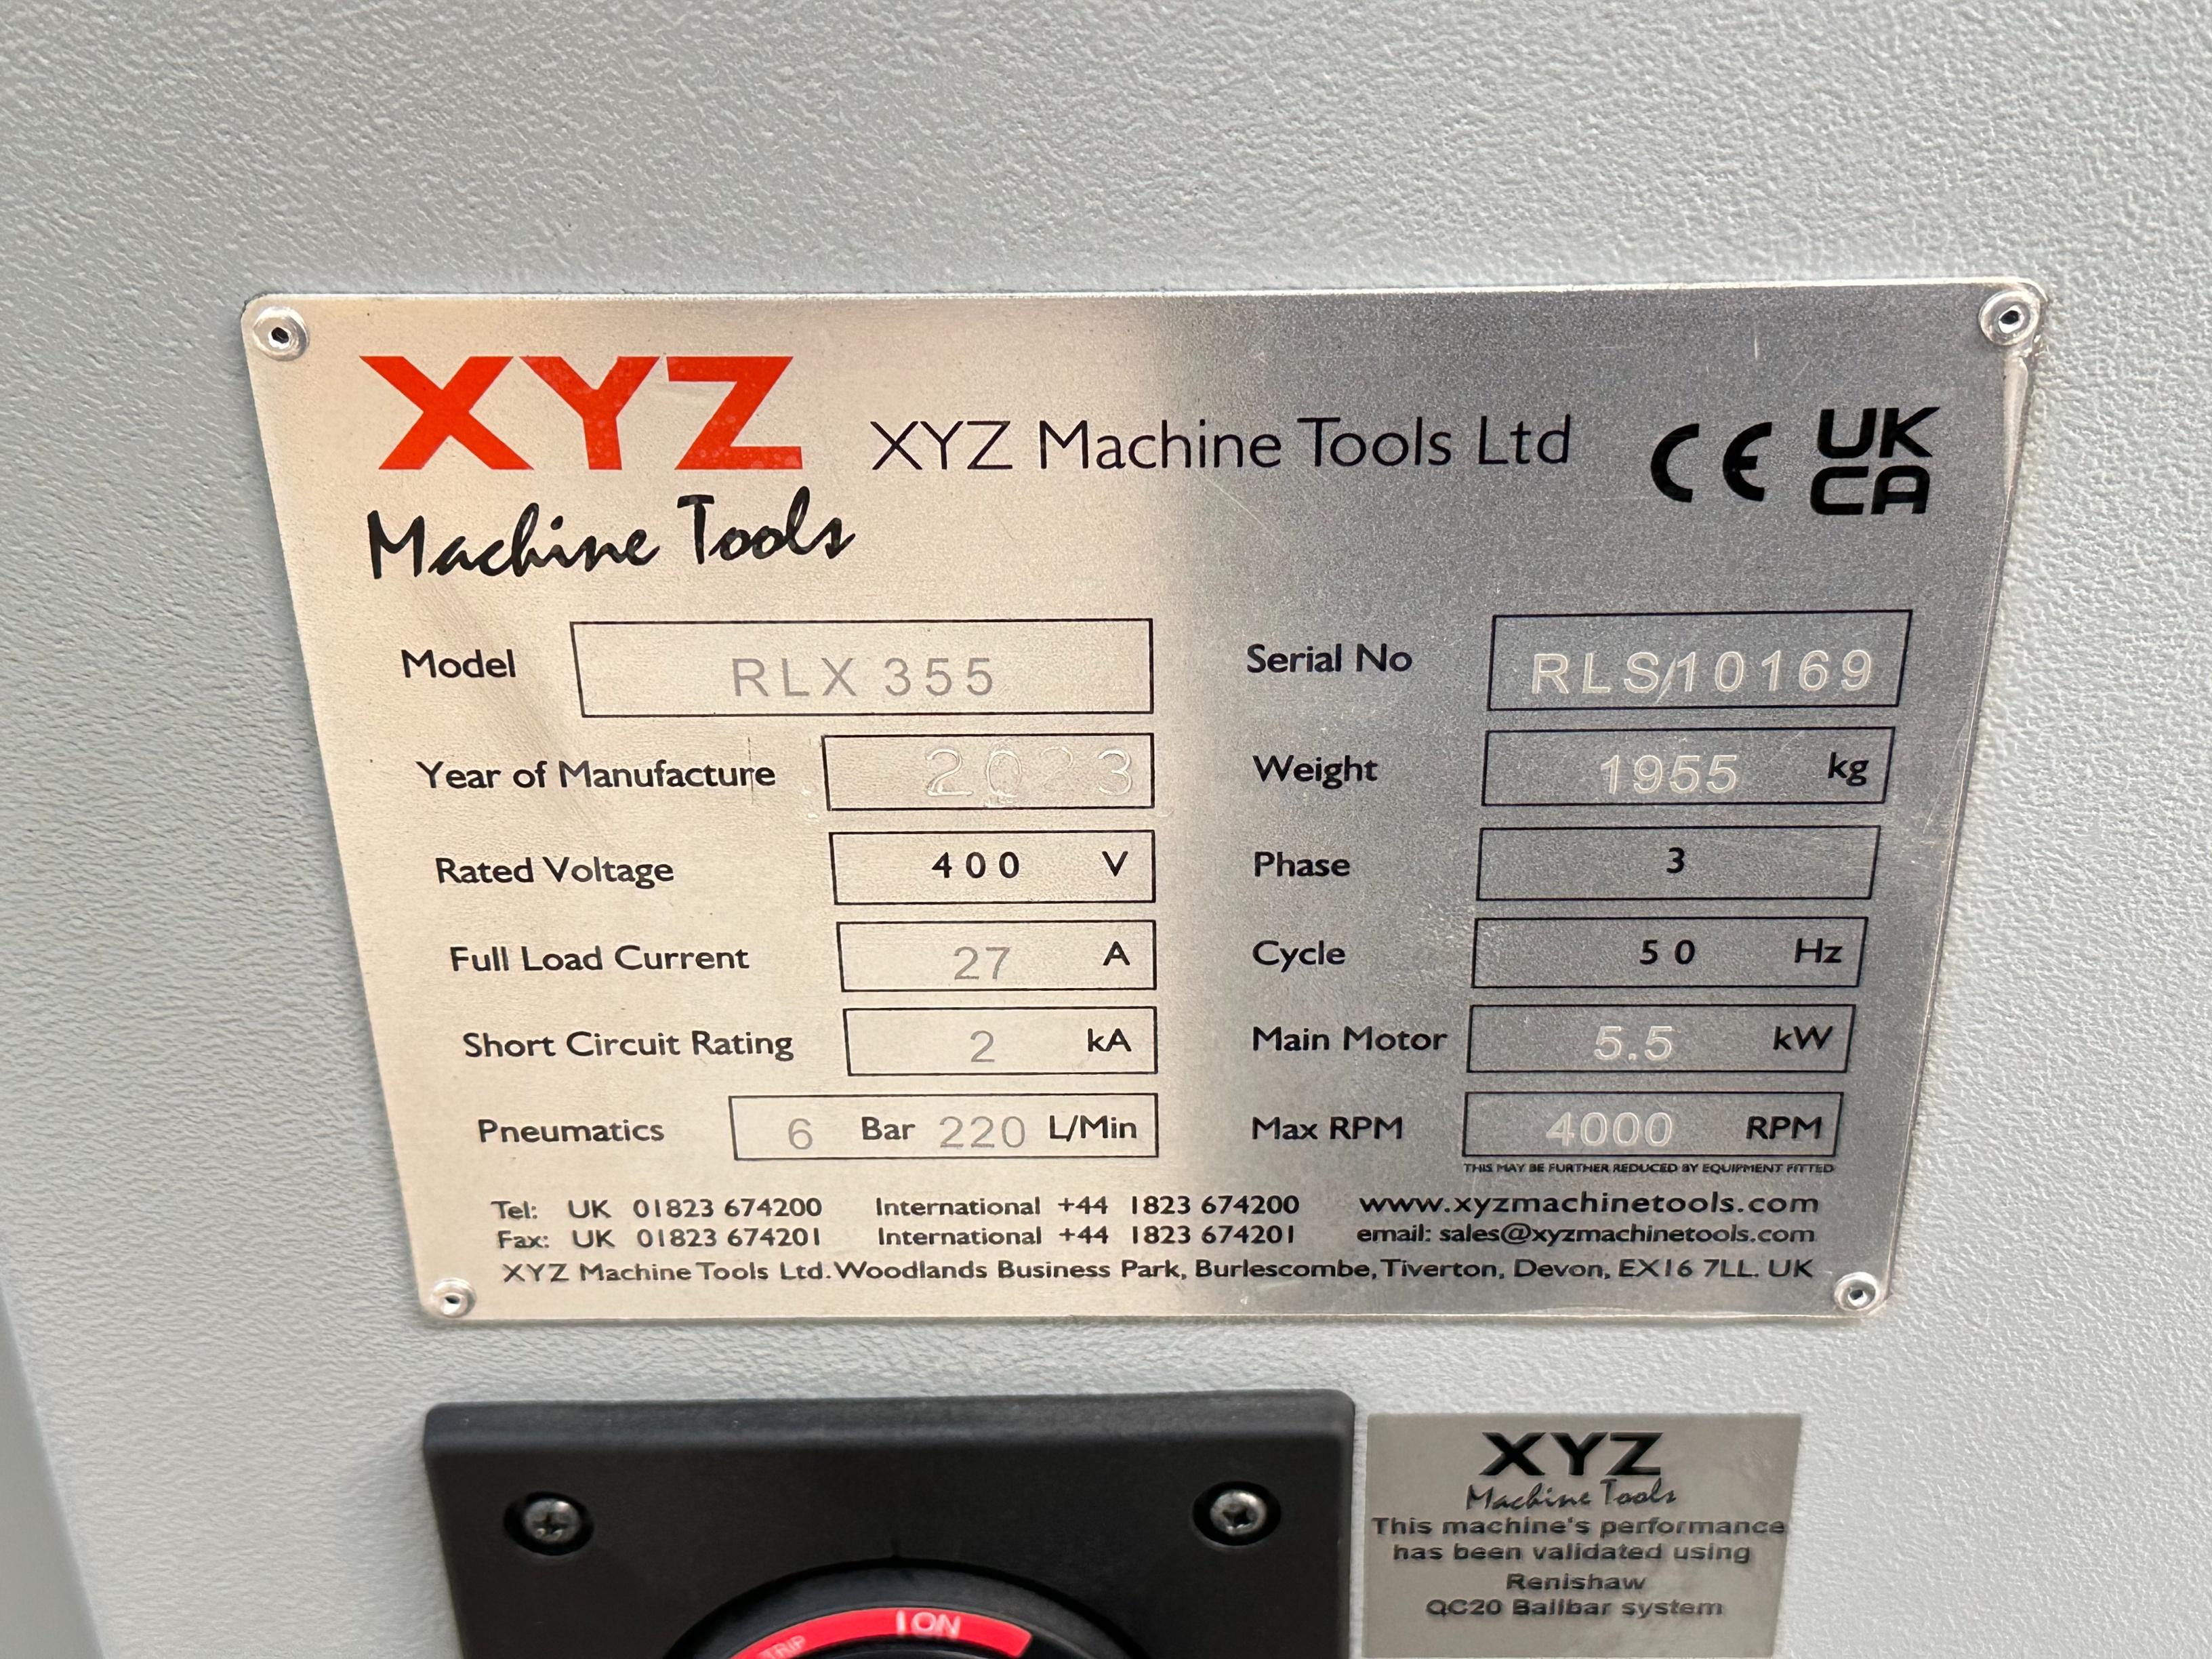 XYZ
Machine Tools
XYZ Machine Tools Ltd
CE
UK
CA
Model RLX 355 Serial No RLS/10169
Year of Manufacture Weight 1955 kg
Rated Voltage 400 V Phase 3
Full Load Current 27 A Cycle 50 Hz
Short Circuit Rating 2 kA Main Motor 5.5 kW
Pneumatics 6 Bar 220 L/Min Max RPM 4000 RPM
THIS MAY BE FURTHER REDUCED BY EQUIPMENT FITTED
Tel: UK 01823 674200 International +44 1823 674200 www.xyzmachinetools.com
Fax: UK 01823 674201 International +44 1823 674201 email: sales@xyzmachinetools.com
XYZ Machine Tools Ltd. Woodlands Business Park, Burlescombe, Tiverton, Devon, EX16 7LL. UK
XYZ
Machine Tools
This machine's performance
has been validated using
Renishaw
QC20 Ballbar system
I ON
TRIP